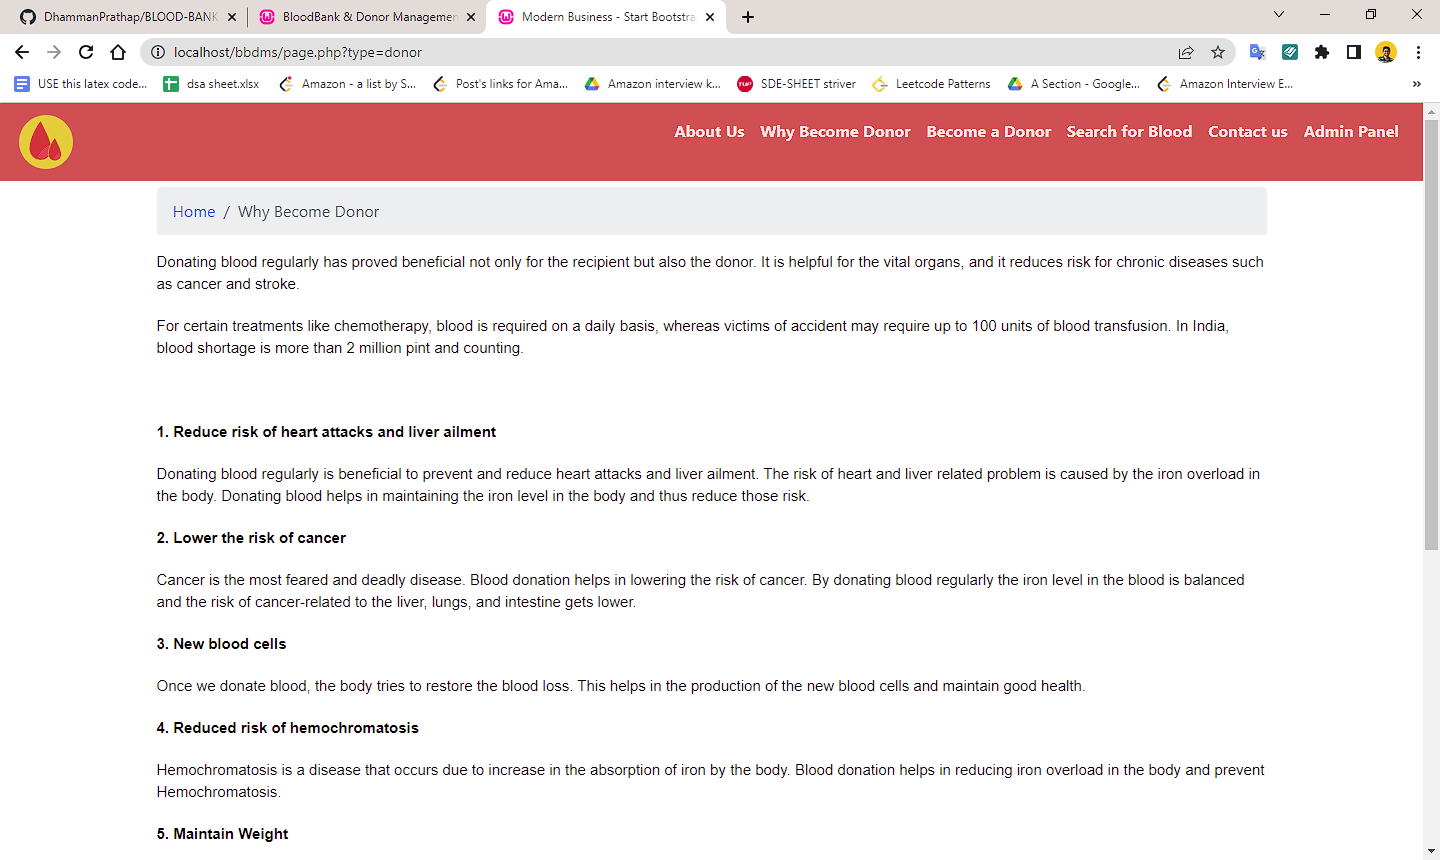 DhammanPrathap/BLOOD-BANK
BloodBank & Donor Managemen
Modern Business - Start Bootstra
localhost/bbdms/page.php?type=donor
USE this latex code...
dsa sheet.xlsx
Amazon - a list by S...
Post's links for Ama...
Amazon interview k...
SDE-SHEET striver
Leetcode Patterns
A Section - Google...
Amazon Interview E...
About Us Why Become Donor Become a Donor Search for Blood Contact us Admin Panel
Home / Why Become Donor
Donating blood regularly has proved beneficial not only for the recipient but also the donor. It is helpful for the vital organs, and it reduces risk for chronic diseases such
as cancer and stroke.
For certain treatments like chemotherapy, blood is required on a daily basis, whereas victims of accident may require up to 100 units of blood transfusion. In India,
blood shortage is more than 2 million pint and counting.
1. Reduce risk of heart attacks and liver ailment
Donating blood regularly is beneficial to prevent and reduce heart attacks and liver ailment. The risk of heart and liver related problem is caused by the iron overload in
the body. Donating blood helps in maintaining the iron level in the body and thus reduce those risk.
2. Lower the risk of cancer
Cancer is the most feared and deadly disease. Blood donation helps in lowering the risk of cancer. By donating blood regularly the iron level in the blood is balanced
and the risk of cancer-related to the liver, lungs, and intestine gets lower.
3. New blood cells
Once we donate blood, the body tries to restore the blood loss. This helps in the production of the new blood cells and maintain good health.
4. Reduced risk of hemochromatosis
Hemochromatosis is a disease that occurs due to increase in the absorption of iron by the body. Blood donation helps in reducing iron overload in the body and prevent
Hemochromatosis.
5. Maintain Weight